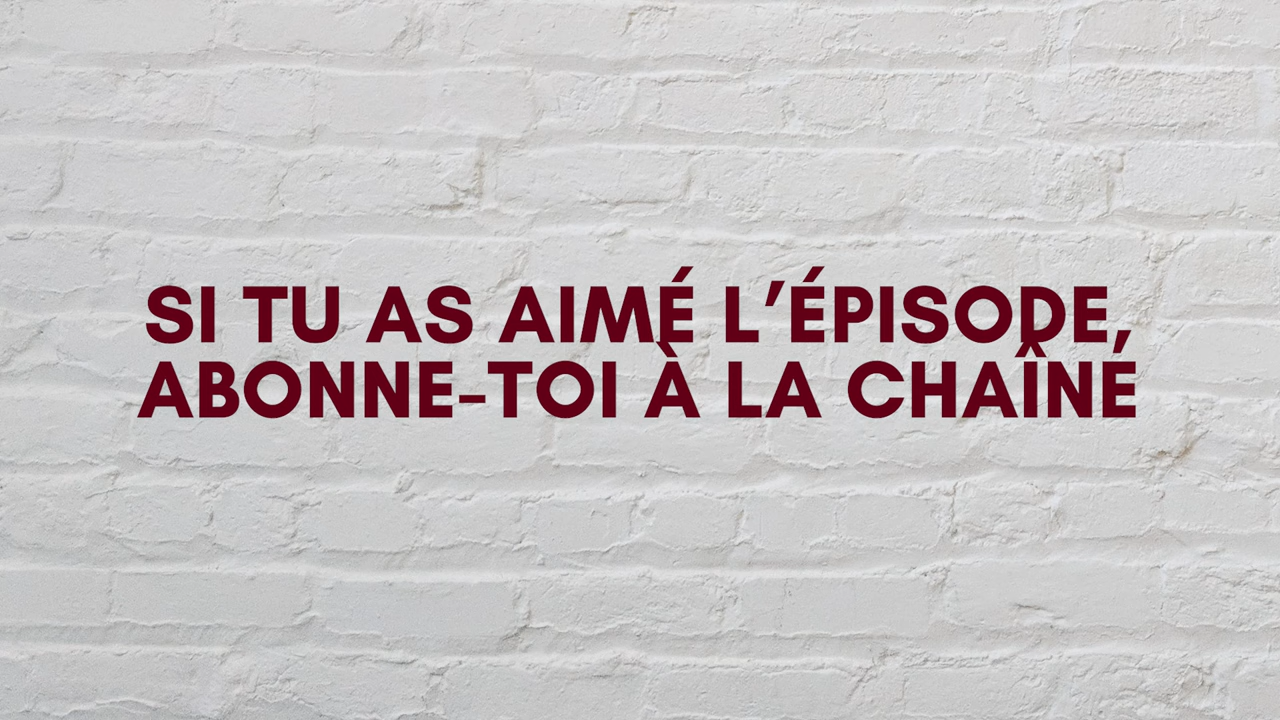 SI TU AS AIMÉ L’ÉPISODE,
ABONNE-TOI À LA CHAÎNE